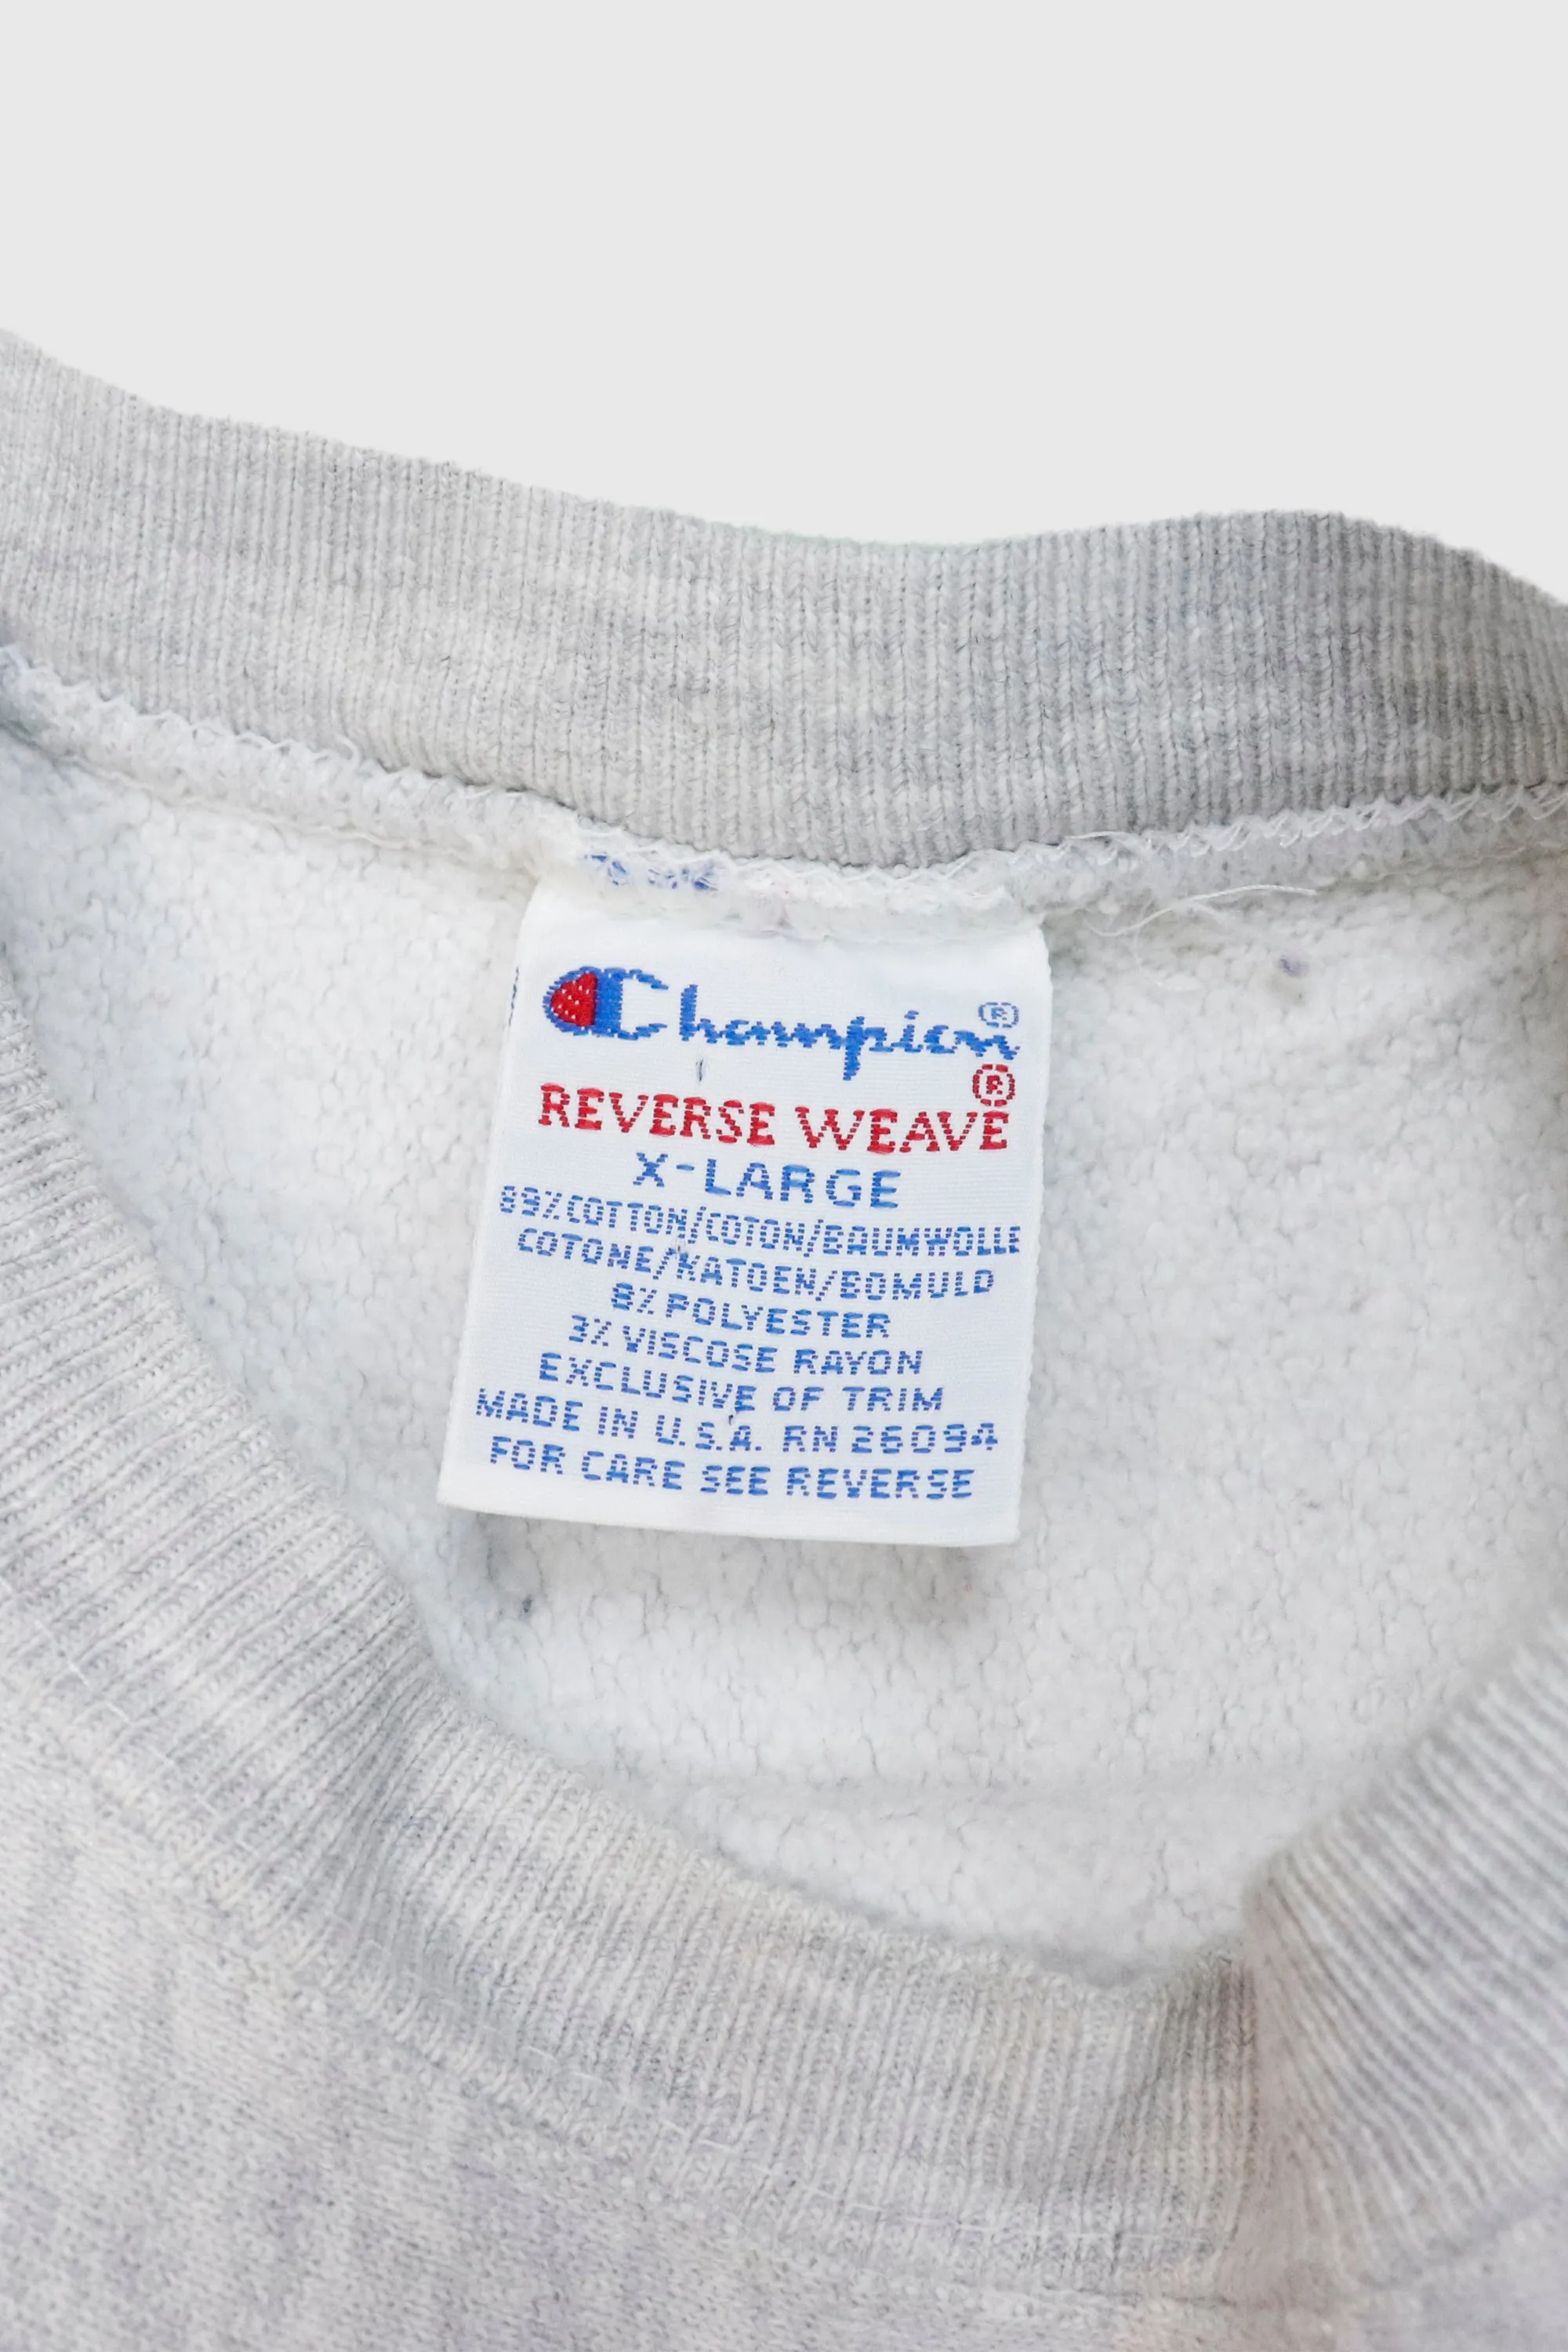 Champion®
REVERSE WEAVE®
X-LARGE
89% COTTON/COTON/BAUMWOLLE
COTONE/KATOEN/BOMULD
8% POLYESTER
3% VISCOSE RAYON
EXCLUSIVE OF TRIM
MADE IN U.S.A. RN 26094
FOR CARE SEE REVERSE